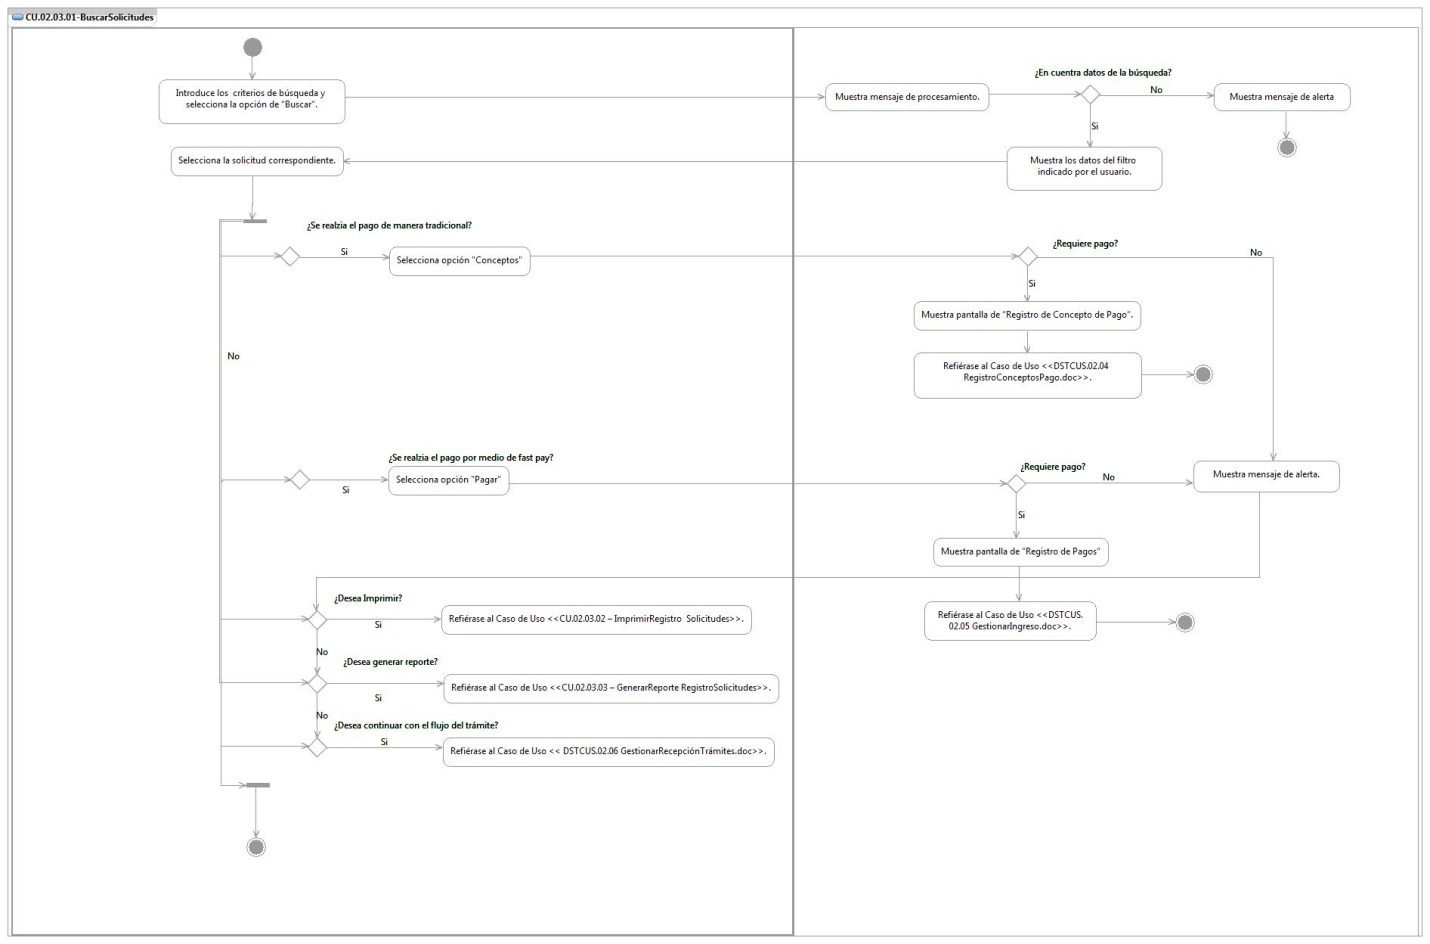 CU.02.03.01-BuscarSolicitudes
Introduce los criterios de búsqueda y
selecciona la opción de "Buscar".
Muestra mensaje de procesamiento.
¿En cuentra datos de la búsqueda?
No
Muestra mensaje de alerta
Si
Selecciona la solicitud correspondiente.
Muestra los datos del filtro
indicado por el usuario.
¿Se realzia el pago de manera tradicional?
Si
Selecciona opción "Conceptos"
¿Requiere pago?
No
Si
Muestra pantalla de "Registro de Concepto de Pago".
No
Refiérase al Caso de Uso <<DSTCUS.02.04
RegistroConceptosPago.doc>>.
¿Se realzia el pago por medio de fast pay?
Si
Selecciona opción "Pagar"
¿Requiere pago?
No
Muestra mensaje de alerta.
Si
Muestra pantalla de "Registro de Pagos"
¿Desea Imprimir?
Si
Refiérase al Caso de Uso <<CU.02.03.02 – ImprimirRegistro Solicitudes>>.
Refiérase al Caso de Uso <<DSTCUS.
02.05 GestionarIngreso.doc>>.
No
¿Desea generar reporte?
Si
Refiérase al Caso de Uso <<CU.02.03.03 – GenerarReporte RegistroSolicitudes>>.
No
¿Desea continuar con el flujo del trámite?
Si
Refiérase al Caso de Uso << DSTCUS.02.06 GestionarRecepciónTrámites.doc>>.